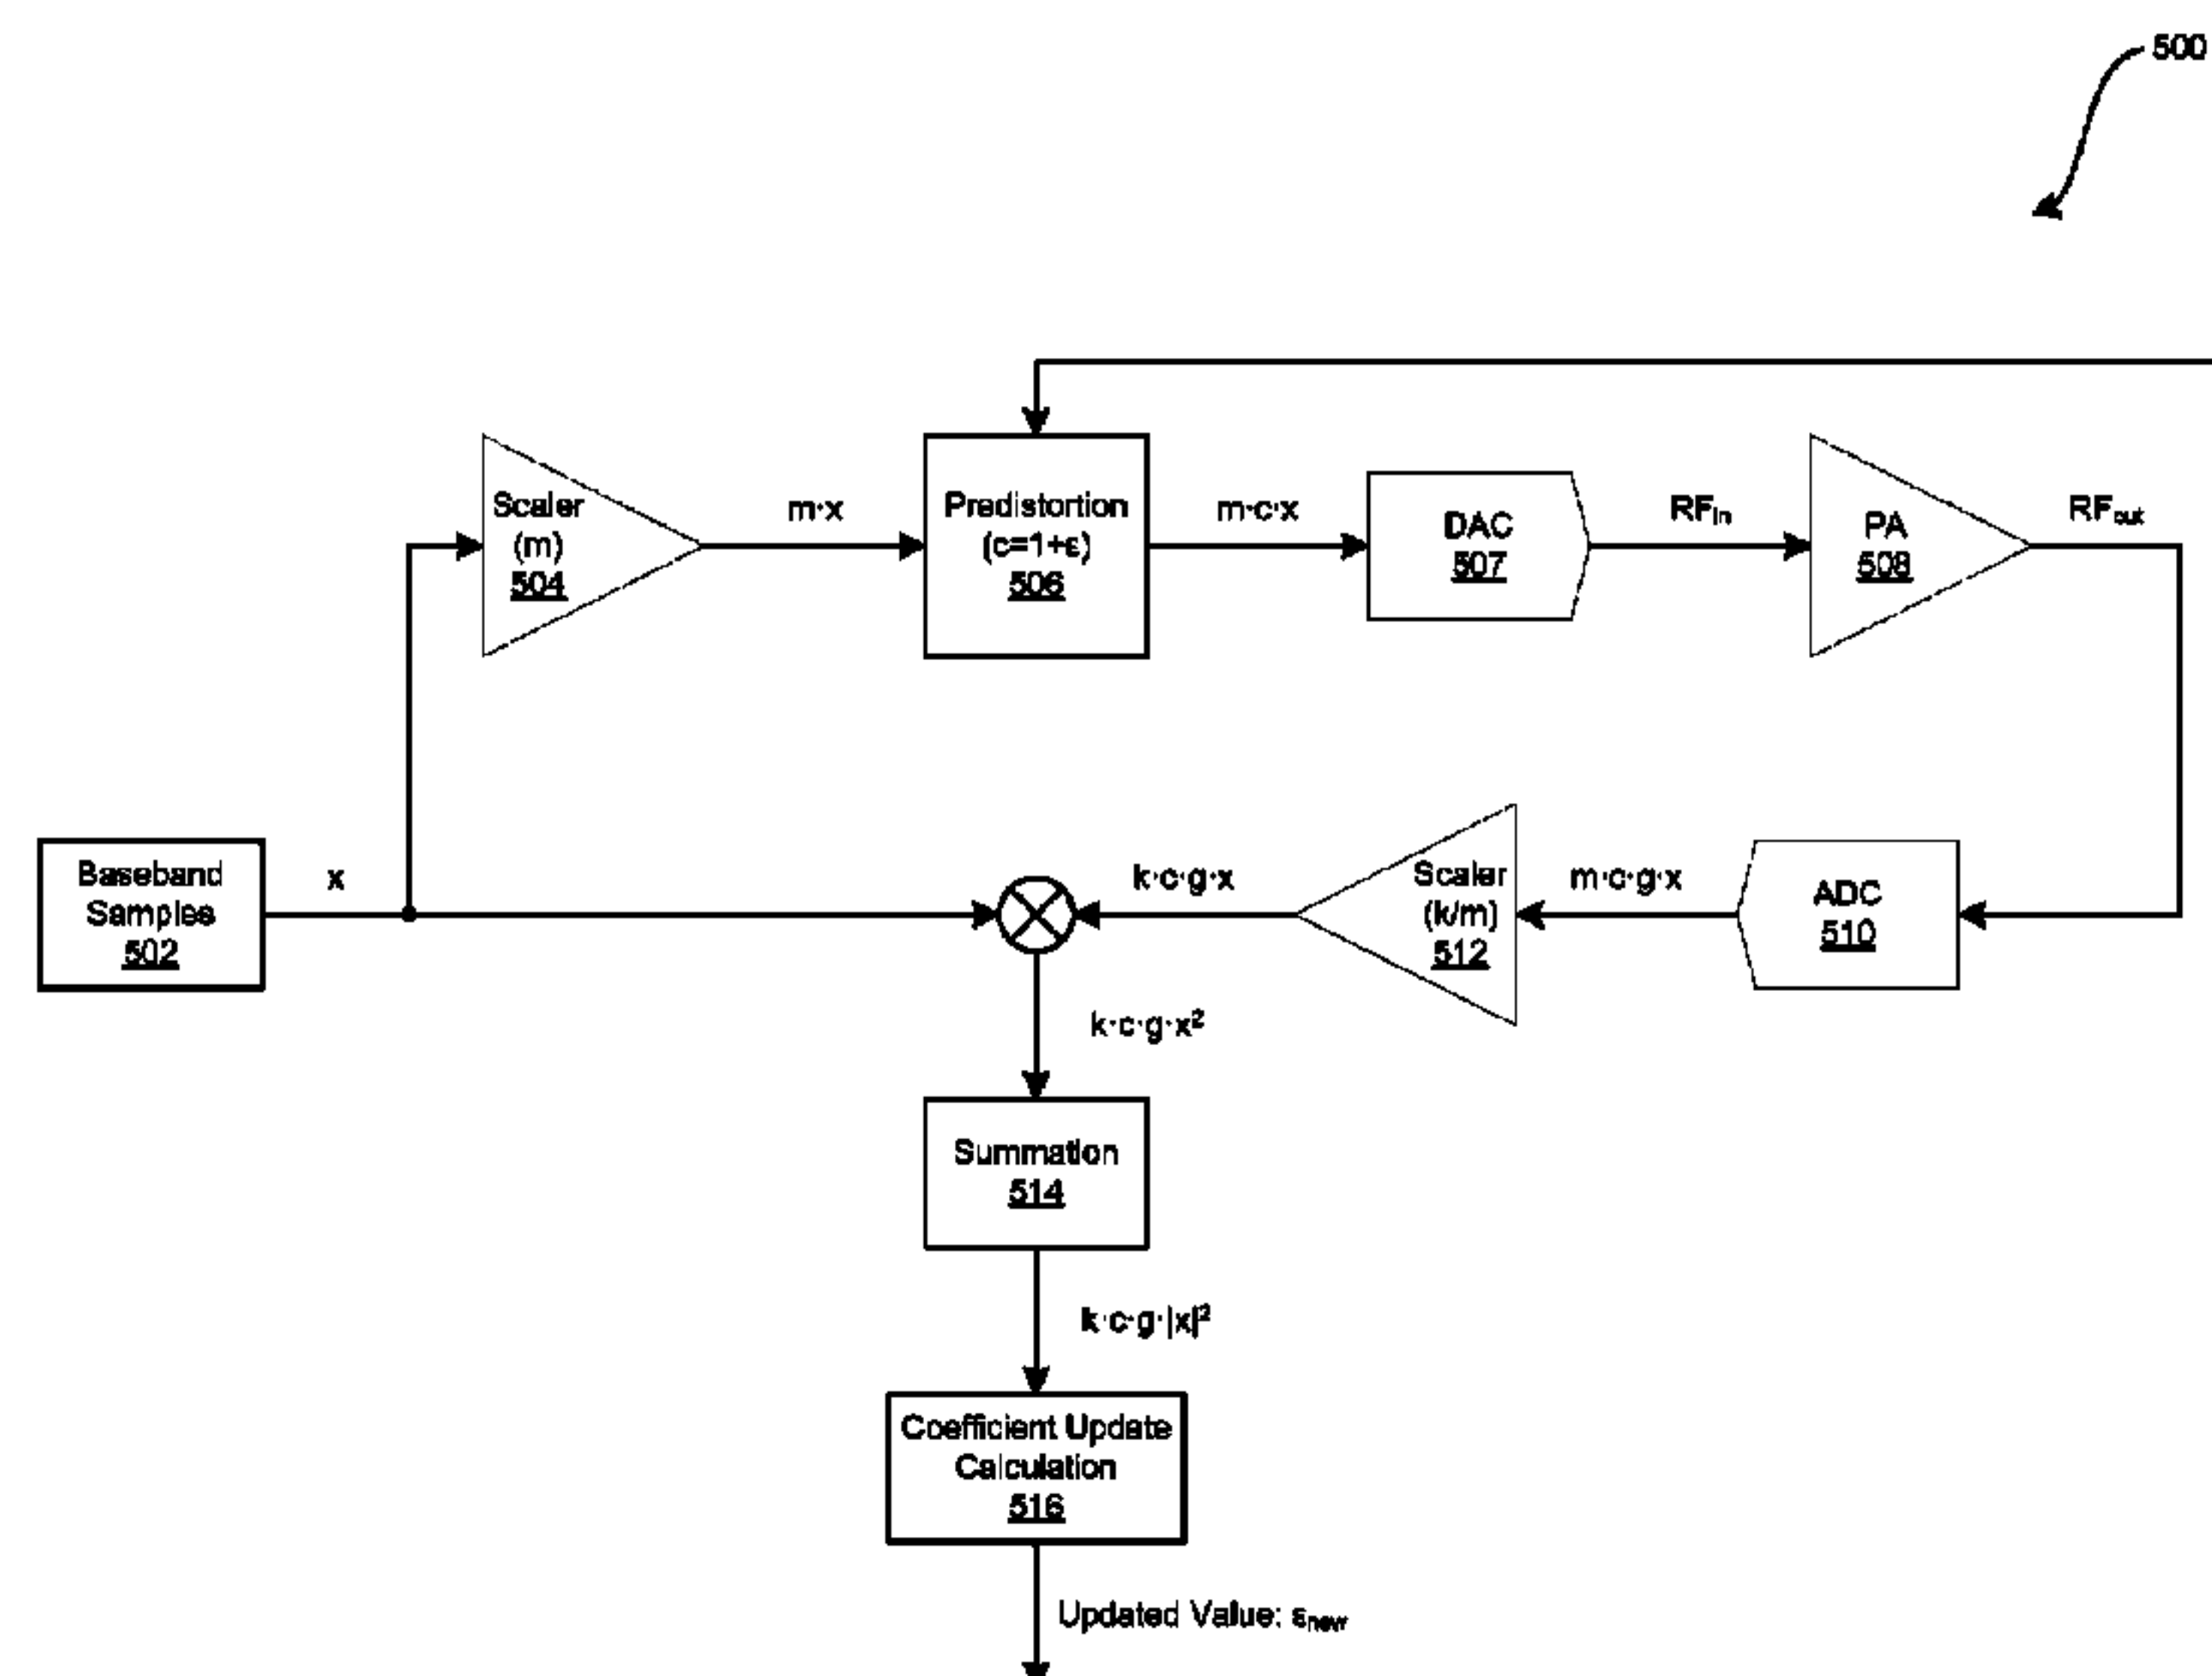 500
Scaler
(m)
504
m·x
Predistortion
(c=1+ε)
506
m·c·x
DAC
507
RFin
PA
508
RFout
Baseband
Samples
502
x
k·c·g·x
Scaler
(k/m)
512
m·c·g·x
ADC
510
k·c·g·x²
Summation
514
k·c·g·|x|²
Coefficient Update
Calculation
516
Updated Value: εnew